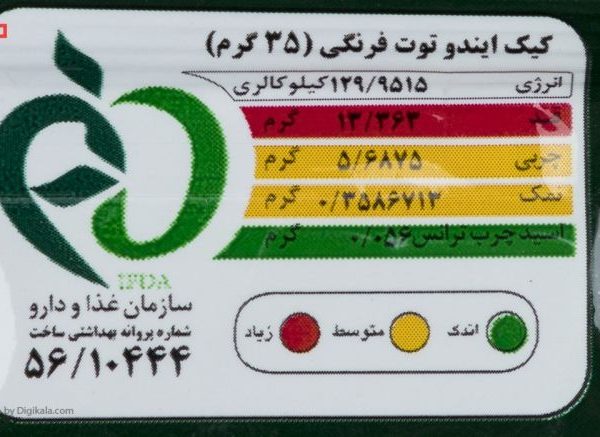 کیک ایندو توت فرنگی (۳۵ گرم)
انرژی ۱۲۹/۹۵۱۵ کیلوکالری
قند ۱۳/۳۶۳ گرم
چربی ۵/۶۸۷۵ گرم
نمک ۰/۳۵۸۶۷۱۳ گرم
اسید چرب ترانس ۰/۰۵۶ گرم
IFDA
سازمان غذا و دارو
شماره پروانه بهداشتی ساخت
۵۶/۱۰۴۴۴
اندک متوسط زیاد
by Digikala.com